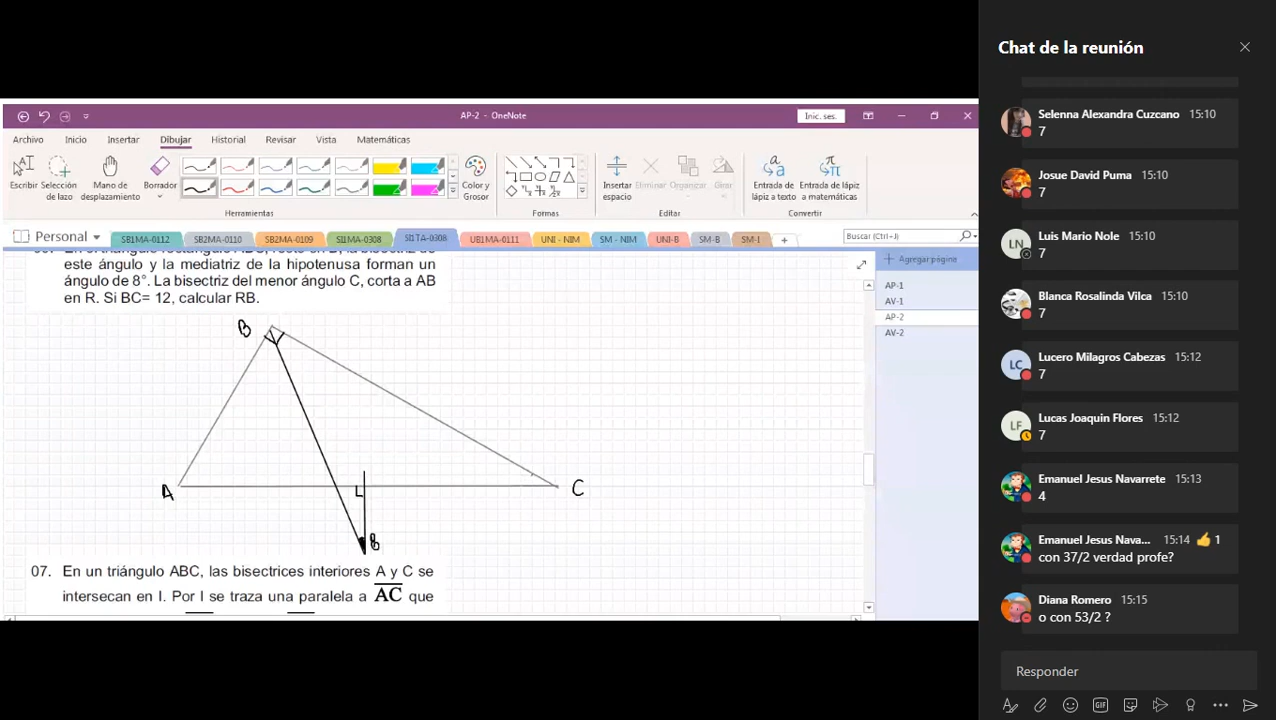 Chat de la reunión
AP-2 - OneNote
Inic. ses.
Archivo
Inicio
Insertar
Dibujar
Historial
Revisar
Vista
Matemáticas
Escribir
Selección de lazo
Mano de desplazamiento
Borrador
Color y Grosor
Insertar espacio
Eliminar
Organizar
Girar
Entrada de lápiz a texto
Entrada de lápiz a matemáticas
Herramientas
Formas
Editar
Convertir
Personal
SB1MA-0112
SB2MA-0110
SB2MA-0109
SI1MA-0308
SI1TA-0308
UB1MA-0111
UNI - NIM
SM - NIM
UNI-B
SM-B
SM-I
Buscar (Ctrl+J)
Agregar página
AP-1
AV-1
AP-2
AV-2
este ángulo y la mediatriz de la hipotenusa forman un
ángulo de 8°. La bisectriz del menor ángulo C, corta a AB
en R. Si BC= 12, calcular RB.
B
A
C
8
07. En un triángulo ABC, las bisectrices interiores A y C se
intersecan en I. Por I se traza una paralela a AC que
Selenna Alexandra Cuzcano 15:10
7
Josue David Puma 15:10
7
LN
Luis Mario Nole 15:10
7
Blanca Rosalinda Vilca 15:10
7
LC
Lucero Milagros Cabezas 15:12
7
LF
Lucas Joaquin Flores 15:12
7
Emanuel Jesus Navarrete 15:13
4
Emanuel Jesus Nava... 15:14 👍 1
con 37/2 verdad profe?
Diana Romero 15:15
o con 53/2 ?
Responder
GIF